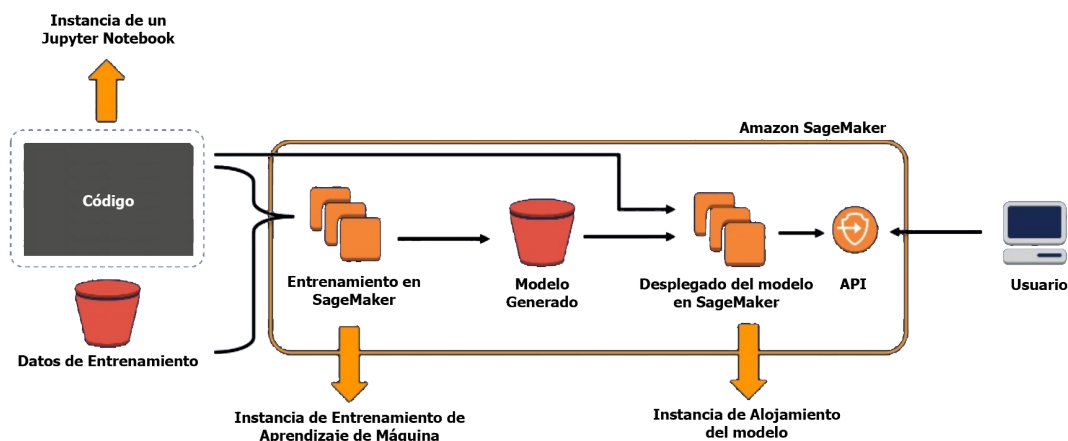 Instancia de un
Jupyter Notebook
Amazon SageMaker
Código
Entrenamiento en
SageMaker
Modelo
Generado
Desplegado del modelo
en SageMaker
API
Usuario
Datos de Entrenamiento
Instancia de Entrenamiento de
Aprendizaje de Máquina
Instancia de Alojamiento
del modelo